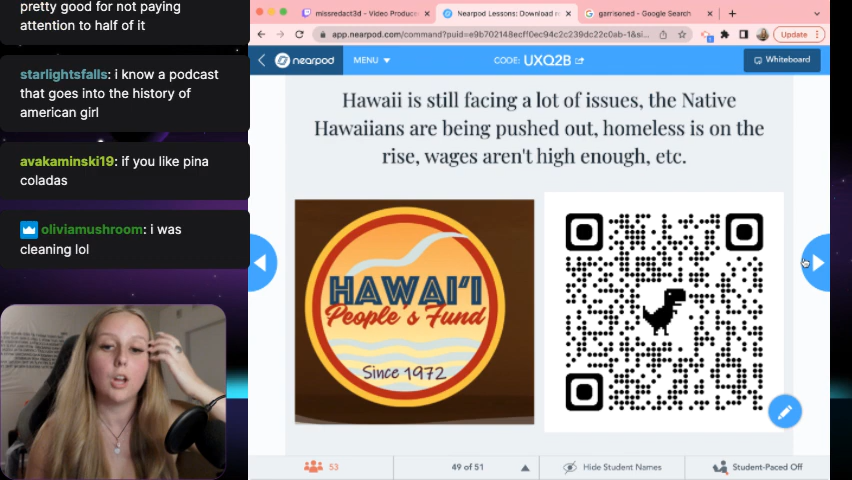 pretty good for not paying
attention to half of it
starlightsfalls: i know a podcast
that goes into the history of
american girl
avakaminski19: if you like pina
coladas
oliviamushroom: i was
cleaning lol
missredact3d - Video Produce
Nearpod Lessons: Download r
garrisoned - Google Search
app.nearpod.com/command?puid=e9b702148ecff0ec94c2c239dc22c0ab-1&si...
Update
nearpod
MENU
CODE: UXQ2B
Whiteboard
Hawaii is still facing a lot of issues, the Native
Hawaiians are being pushed out, homeless is on the
rise, wages aren't high enough, etc.
HAWAI'I
People's Fund
Since 1972
53
49 of 51
Hide Student Names
Student-Paced Off